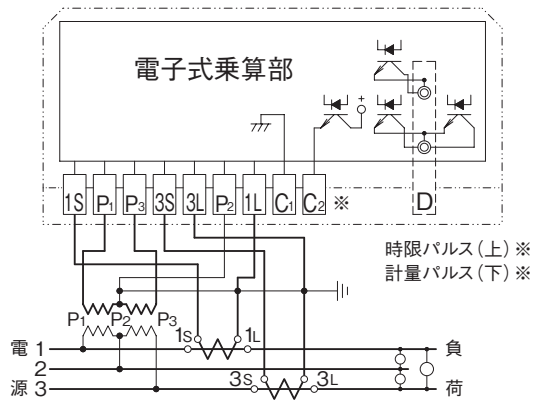 電子式乗算部
+
1S P1 P3 3S 3L P2 1L C1 C2 ※ D
時限パルス(上)※
計量パルス(下)※
P1 P2 P3
1S 1L
電 1 負
2
3S 3L
源 3 荷